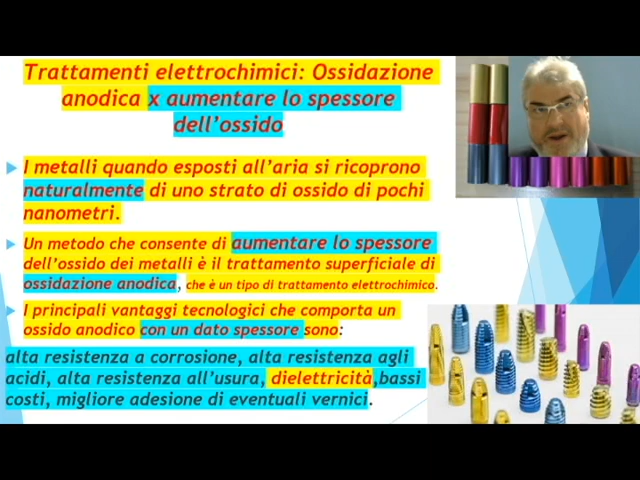 Trattamenti elettrochimici: Ossidazione
anodica x aumentare lo spessore
dell'ossido
I metalli quando esposti all'aria si ricoprono
naturalmente di uno strato di ossido di pochi
nanometri.
Un metodo che consente di aumentare lo spessore
dell'ossido dei metalli è il trattamento superficiale di
ossidazione anodica, che è un tipo di trattamento elettrochimico.
I principali vantaggi tecnologici che comporta un
ossido anodico con un dato spessore sono:
alta resistenza a corrosione, alta resistenza agli
acidi, alta resistenza all'usura, dielettricità,bassi
costi, migliore adesione di eventuali vernici.